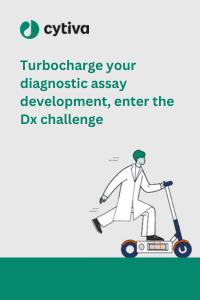 cytiva
Turbocharge your
diagnostic assay
development, enter the
Dx challenge